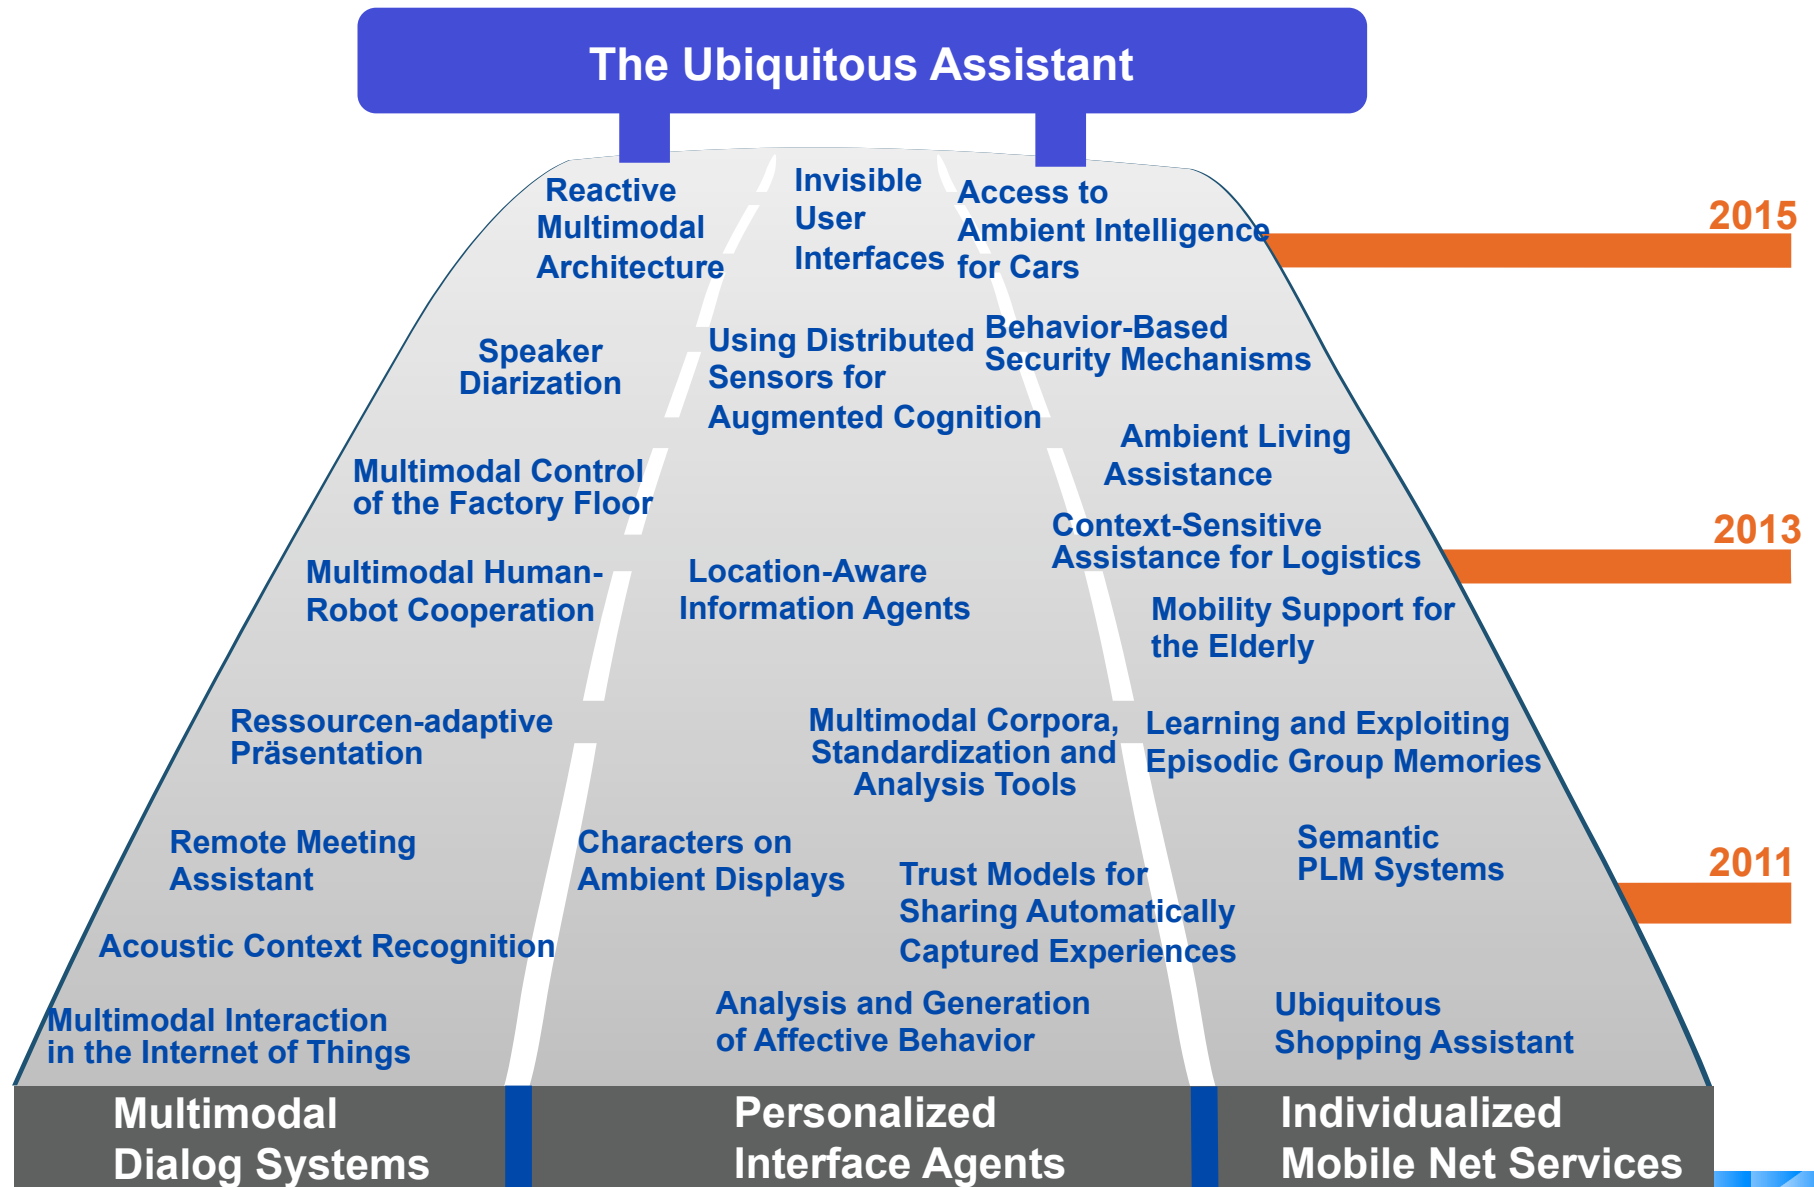 The Ubiquitous Assistant
Reactive
Multimodal
Architecture
Invisible
User
Interfaces
Access to
Ambient Intelligence
for Cars
2015
Speaker
Diarization
Using Distributed
Sensors for
Augmented Cognition
Behavior-Based
Security Mechanisms
Ambient Living
Assistance
Multimodal Control
of the Factory Floor
Context-Sensitive
Assistance for Logistics
2013
Multimodal Human-
Robot Cooperation
Location-Aware
Information Agents
Mobility Support for
the Elderly
Ressourcen-adaptive
Präsentation
Multimodal Corpora,
Standardization and
Analysis Tools
Learning and Exploiting
Episodic Group Memories
Remote Meeting
Assistant
Characters on
Ambient Displays
Trust Models for
Sharing Automatically
Captured Experiences
Semantic
PLM Systems
2011
Acoustic Context Recognition
Multimodal Interaction
in the Internet of Things
Analysis and Generation
of Affective Behavior
Ubiquitous
Shopping Assistant
Multimodal
Dialog Systems
Personalized
Interface Agents
Individualized
Mobile Net Services